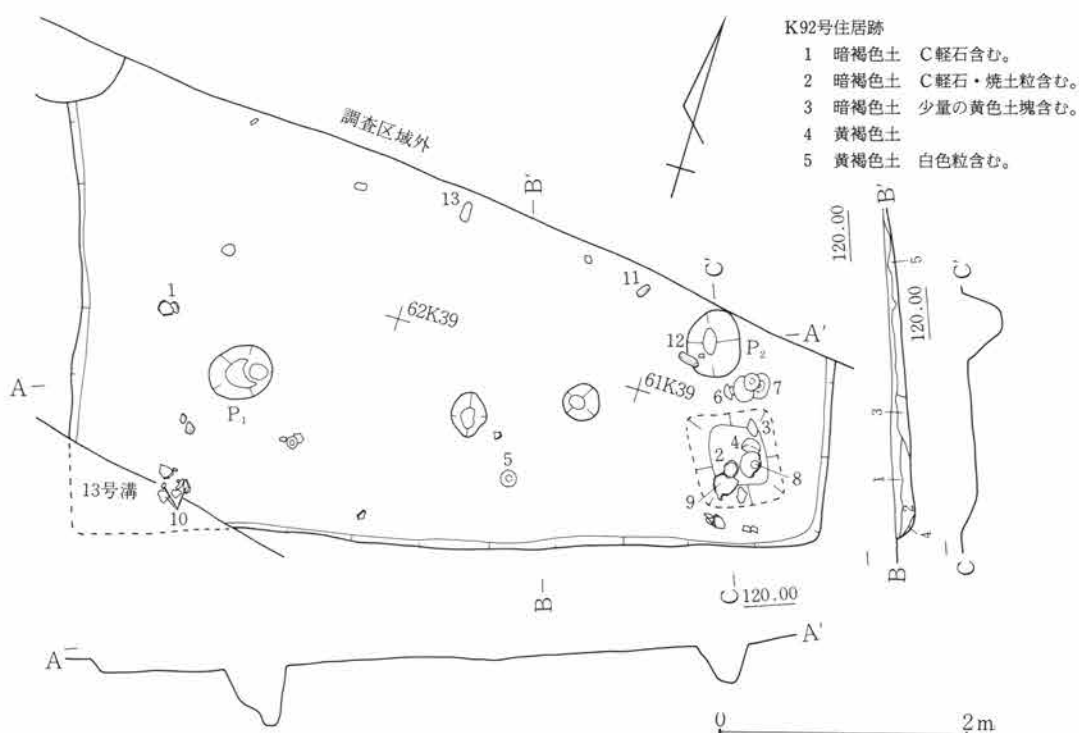 K92号住居跡
1 暗褐色土 C軽石含む。
2 暗褐色土 C軽石・焼土粒含む。
3 暗褐色土 少量の黄色土塊含む。
4 黄褐色土
5 黄褐色土 白色粒含む。
調査区域外
B'
13
11
C'
1
62K39
12
P₂
A'
A
P₁
61K39
6
7
3
4
2
8
5
9
13号溝
10
B
C
120.00
B'
120.00
5
120.00
C'
3
1
2
4
B
C
A
A'
0
2m